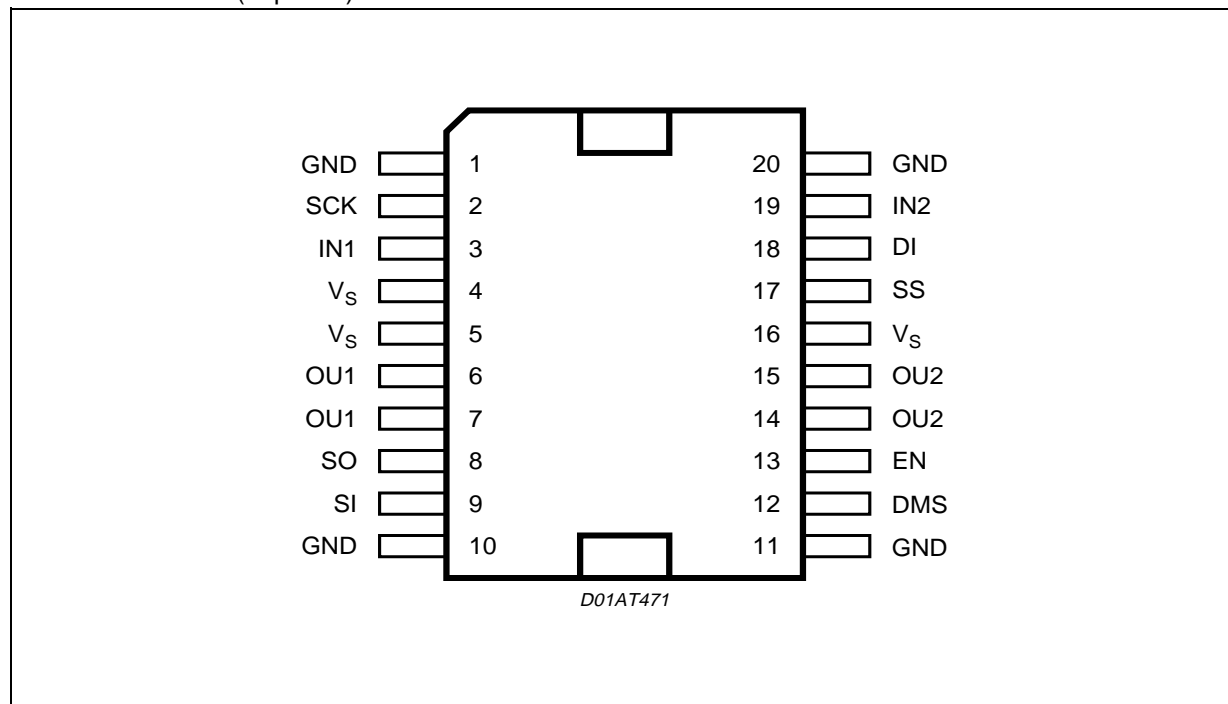 GND 1 20 GND
SCK 2 19 IN2
IN1 3 18 DI
VS 4 17 SS
VS 5 16 VS
OU1 6 15 OU2
OU1 7 14 OU2
SO 8 13 EN
SI 9 12 DMS
GND 10 11 GND
D01AT471